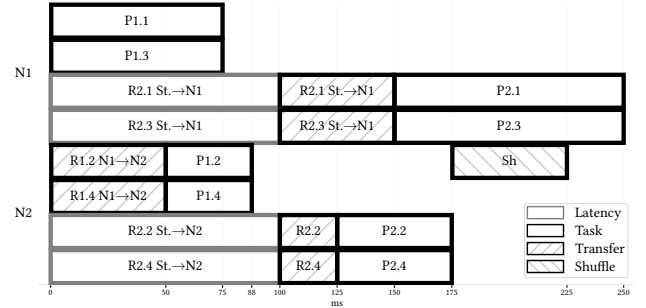 P1.1
P1.3
N1
R2.1 St.→N1 R2.1 St.→N1 P2.1
R2.3 St.→N1 R2.3 St.→N1 P2.3
R1.2 N1→N2 P1.2 Sh
R1.4 N1→N2 P1.4
N2
R2.2 St.→N2 R2.2 P2.2
R2.4 St.→N2 R2.4 P2.4
Latency
Task
Transfer
Shuffle
0 50 75 88 100 125 150 175 225 250
ms